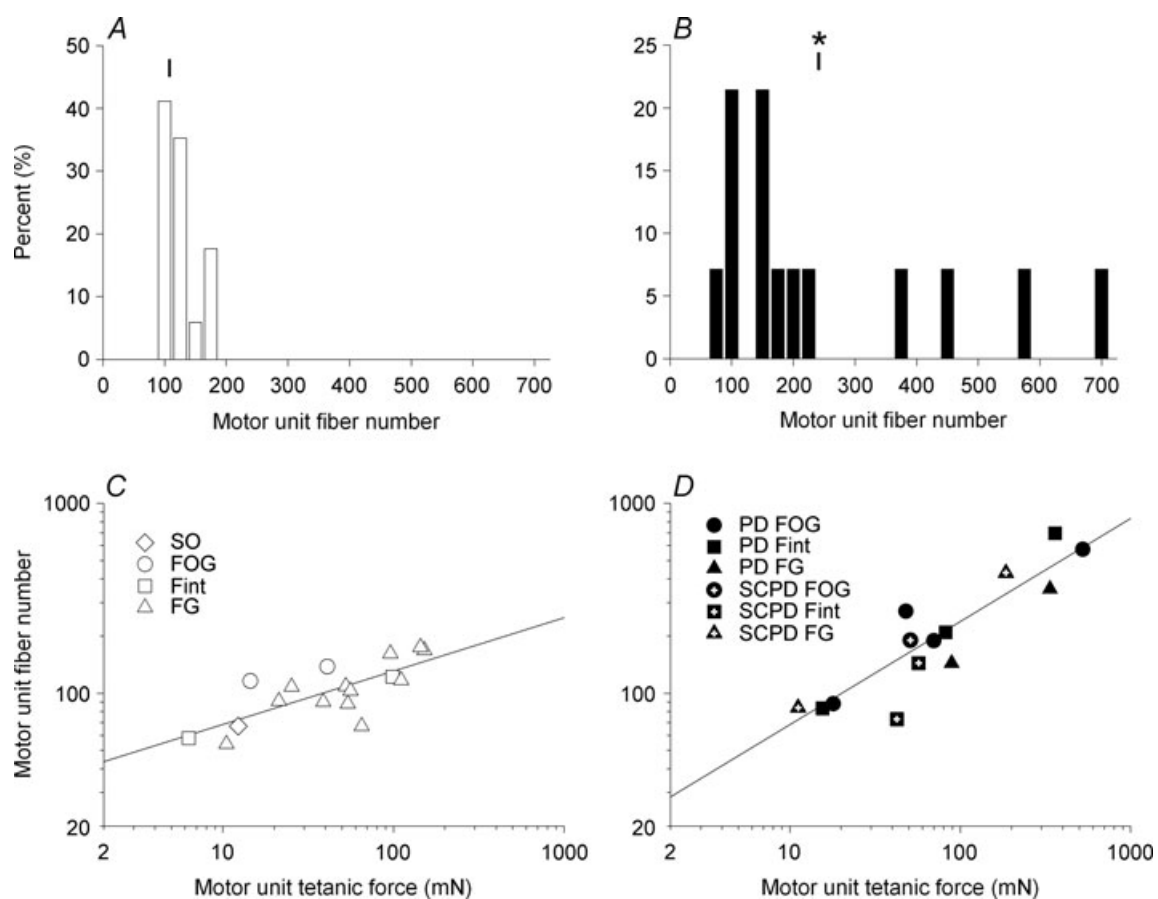 A
50
40
30
20
10
0
Percent (%)
0 100 200 300 400 500 600 700
Motor unit fiber number
B
*
25
20
15
10
5
0
0 100 200 300 400 500 600 700
Motor unit fiber number
C
1000
100
20
Motor unit fiber number
SO
FOG
Fint
FG
2 10 100 1000
Motor unit tetanic force (mN)
D
1000
100
20
PD FOG
PD Fint
PD FG
SCPD FOG
SCPD Fint
SCPD FG
2 10 100 1000
Motor unit tetanic force (mN)